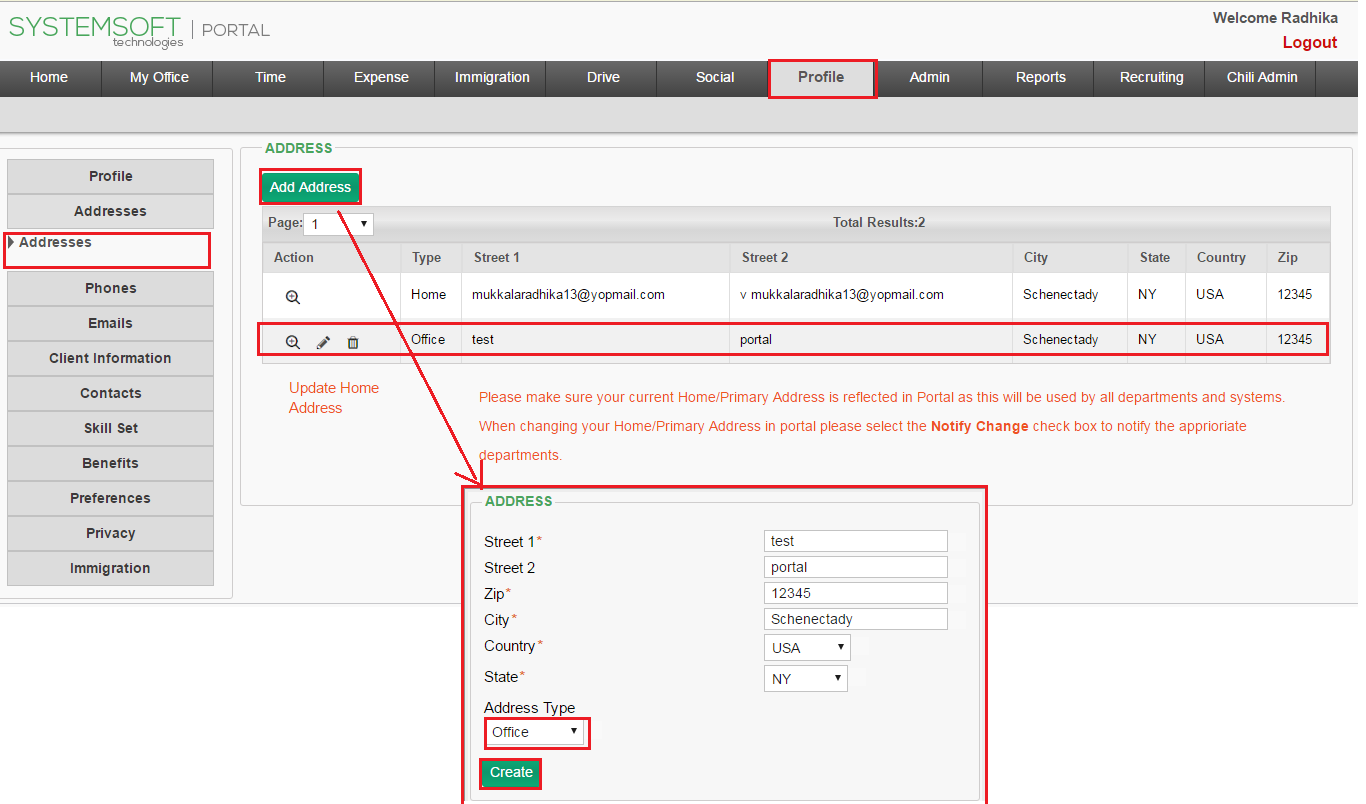 Welcome Radhika
SYSTEMSOFT technologies | PORTAL
Logout
Home My Office Time Expense Immigration Drive Social Profile Admin Reports Recruiting Chili Admin
Profile
Addresses
Addresses
Phones
Emails
Client Information
Contacts
Skill Set
Benefits
Preferences
Privacy
Immigration
ADDRESS
Add Address
Page: 1 Total Results:2
Action Type Street 1 Street 2 City State Country Zip
Home mukkalaradhika13@yopmail.com v mukkalaradhika13@yopmail.com Schenectady NY USA 12345
Office test portal Schenectady NY USA 12345
Update Home
Address
Please make sure your current Home/Primary Address is reflected in Portal as this will be used by all departments and systems.
When changing your Home/Primary Address in portal please select the Notify Change check box to notify the apprioriate
departments.
ADDRESS
Street 1* test
Street 2 portal
Zip* 12345
City* Schenectady
Country* USA
State* NY
Address Type
Office
Create